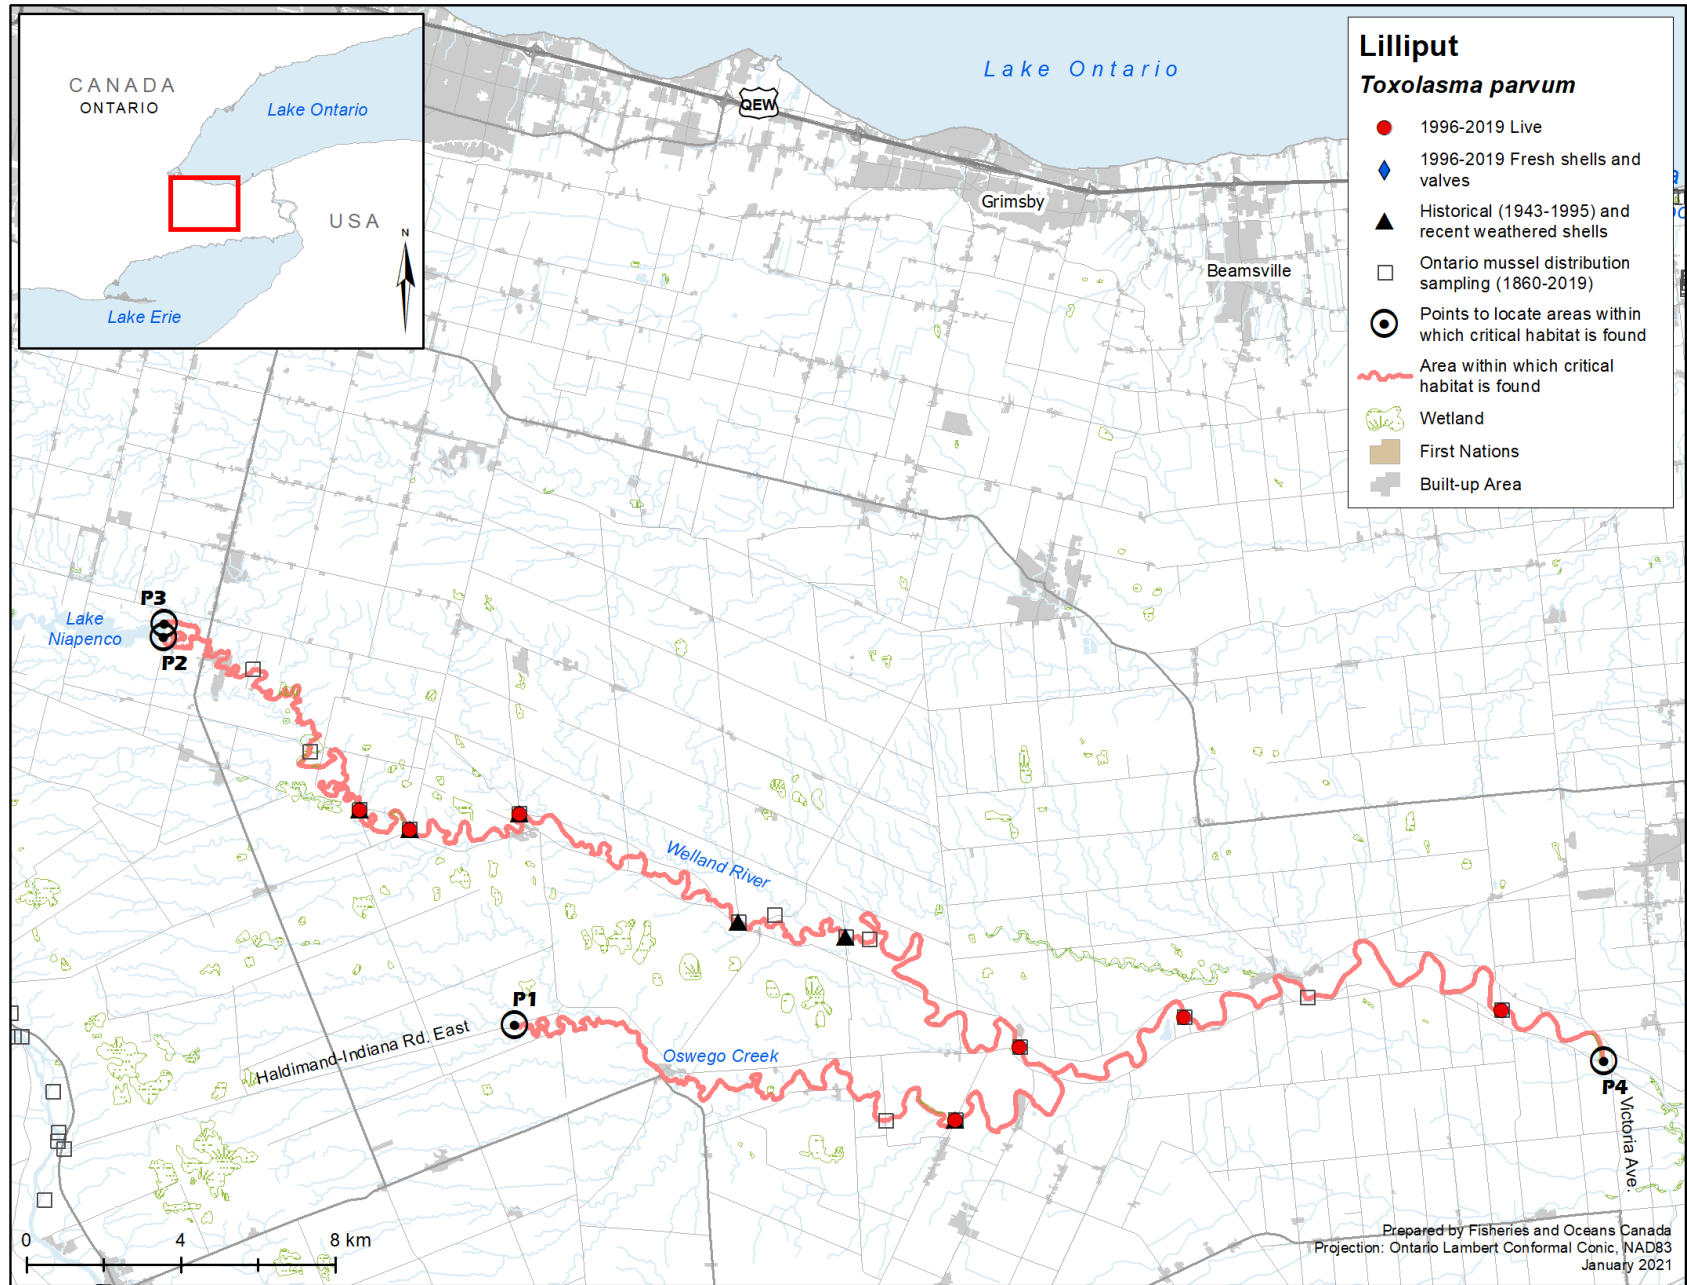 CANADA
ONTARIO
Lake Ontario
USA
N
Lake Erie
Lake Ontario
QEW
Grimsby
Beamsville
Lilliput
Toxolasma parvum
1996-2019 Live
1996-2019 Fresh shells and
valves
Historical (1943-1995) and
recent weathered shells
Ontario mussel distribution
sampling (1860-2019)
Points to locate areas within
which critical habitat is found
Area within which critical
habitat is found
Wetland
First Nations
Built-up Area
P3
Lake
Niapenco
P2
Welland River
P1
Haldimand-Indiana Rd. East
Oswego Creek
P4
Victoria Ave.
0 4 8 km
Prepared by Fisheries and Oceans Canada
Projection: Ontario Lambert Conformal Conic, NAD83
January 2021